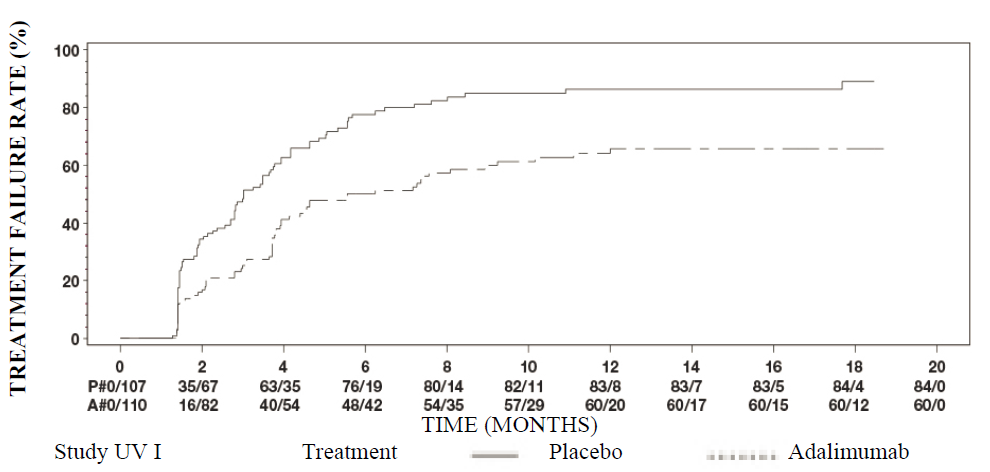 TREATMENT FAILURE RATE (%)
100
80
60
40
20
0
0 2 4 6 8 10 12 14 16 18 20
P#0/107 35/67 63/35 76/19 80/14 82/11 83/8 83/7 83/5 84/4 84/0
A#0/110 16/82 40/54 48/42 54/35 57/29 60/20 60/17 60/15 60/12 60/0
TIME (MONTHS)
Study UV I Treatment Placebo Adalimumab